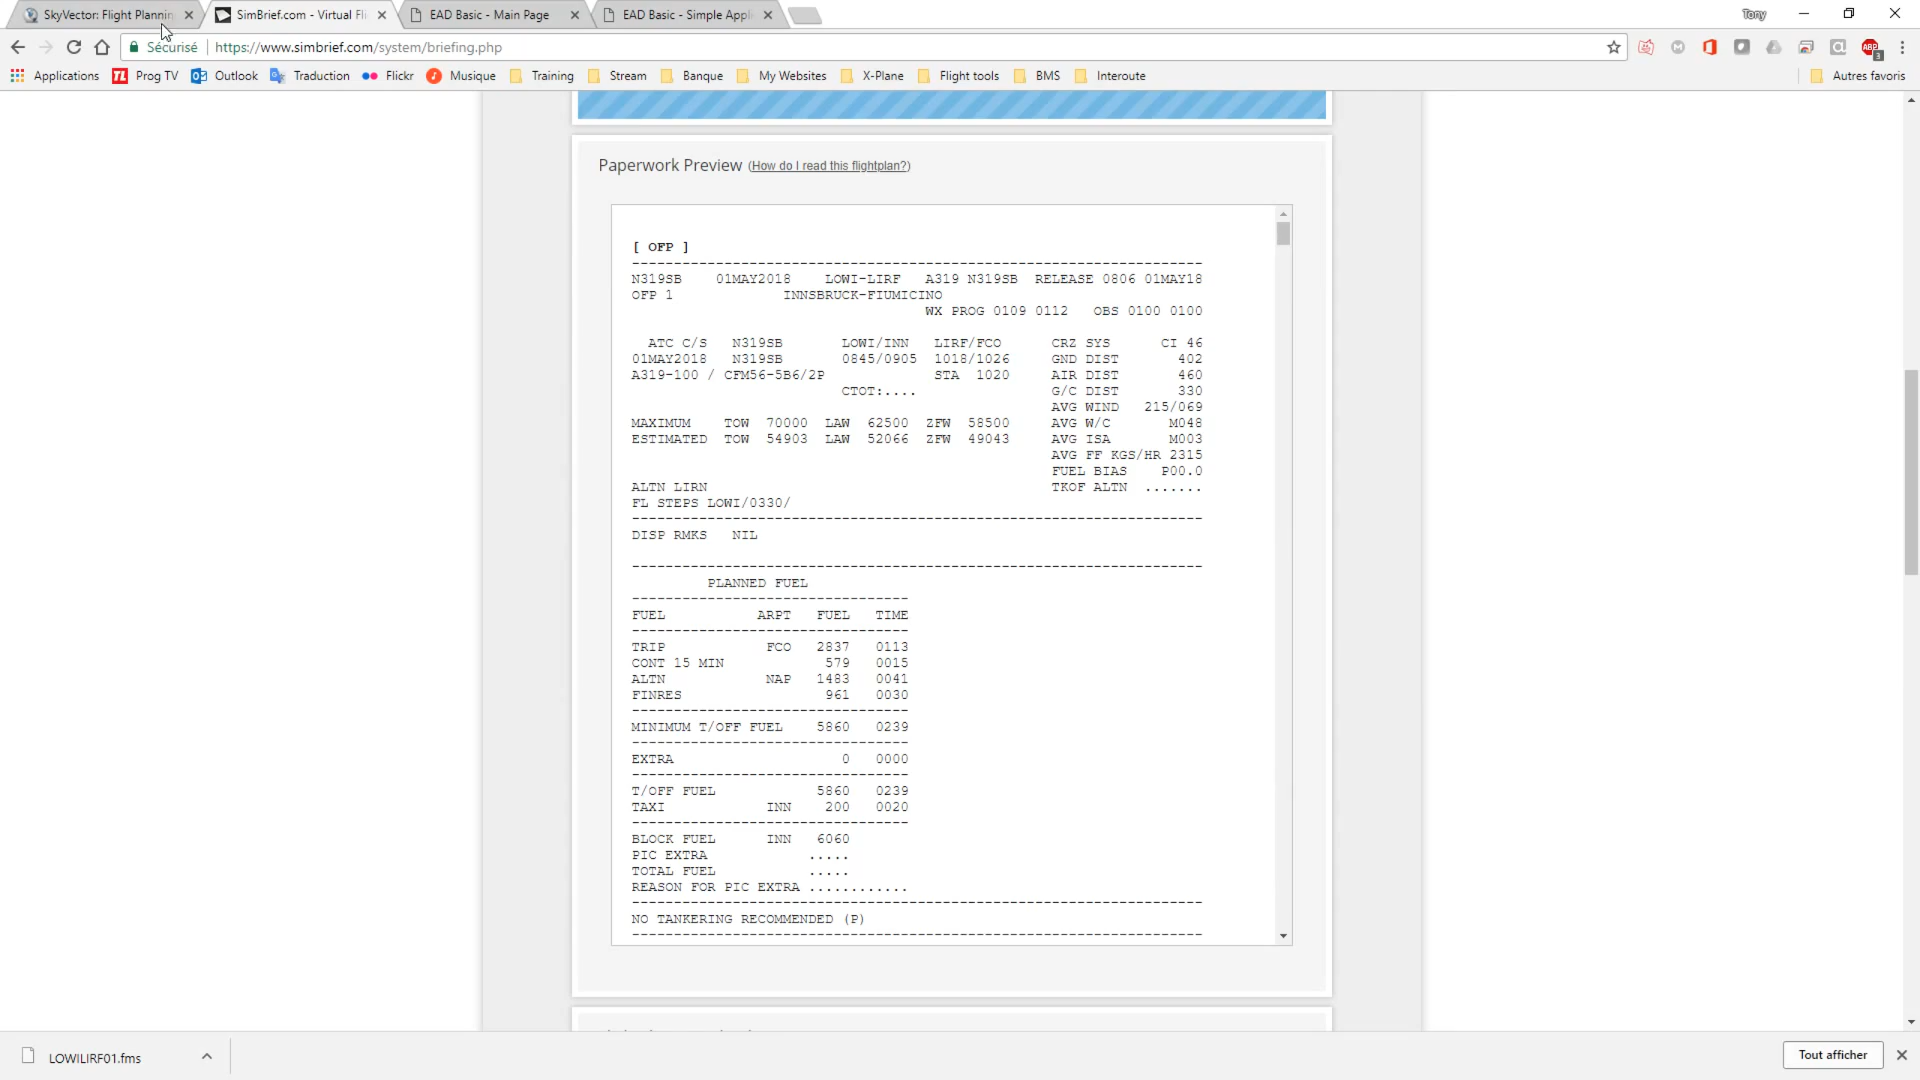 SkyVector: Flight Plannin
SimBrief.com - Virtual Fli
EAD Basic - Main Page
EAD Basic - Simple Appli
Tony
Sécurisé
https://www.simbrief.com/system/briefing.php
Applications
Prog TV
Outlook
Traduction
Flickr
Musique
Training
Stream
Banque
My Websites
X-Plane
Flight tools
BMS
Interoute
Autres favoris
Paperwork Preview (How do I read this flightplan?)
[ OFP ]
--------------------------------------------------------------------
N319SB 01MAY2018 LOWI-LIRF A319 N319SB RELEASE 0806 01MAY18
OFP 1 INNSBRUCK-FIUMICINO
WX PROG 0109 0112 OBS 0100 0100
ATC C/S N319SB LOWI/INN LIRF/FCO CRZ SYS CI 46
01MAY2018 N319SB 0845/0905 1018/1026 GND DIST 402
A319-100 / CFM56-5B6/2P STA 1020 AIR DIST 460
CTOT:.... G/C DIST 330
AVG WIND 215/069
MAXIMUM TOW 70000 LAW 62500 ZFW 58500 AVG W/C M048
ESTIMATED TOW 54903 LAW 52066 ZFW 49043 AVG ISA M003
AVG FF KGS/HR 2315
FUEL BIAS P00.0
ALTN LIRN TKOF ALTN .......
FL STEPS LOWI/0330/
--------------------------------------------------------------------
DISP RMKS NIL
--------------------------------------------------------------------
PLANNED FUEL
---------------------------------
FUEL ARPT FUEL TIME
---------------------------------
TRIP FCO 2837 0113
CONT 15 MIN 579 0015
ALTN NAP 1483 0041
FINRES 961 0030
---------------------------------
MINIMUM T/OFF FUEL 5860 0239
---------------------------------
EXTRA 0 0000
---------------------------------
T/OFF FUEL 5860 0239
TAXI INN 200 0020
---------------------------------
BLOCK FUEL INN 6060
PIC EXTRA .....
TOTAL FUEL .....
REASON FOR PIC EXTRA ............
--------------------------------------------------------------------
NO TANKERING RECOMMENDED (P)
--------------------------------------------------------------------
LOWILIRF01.fms
Tout afficher